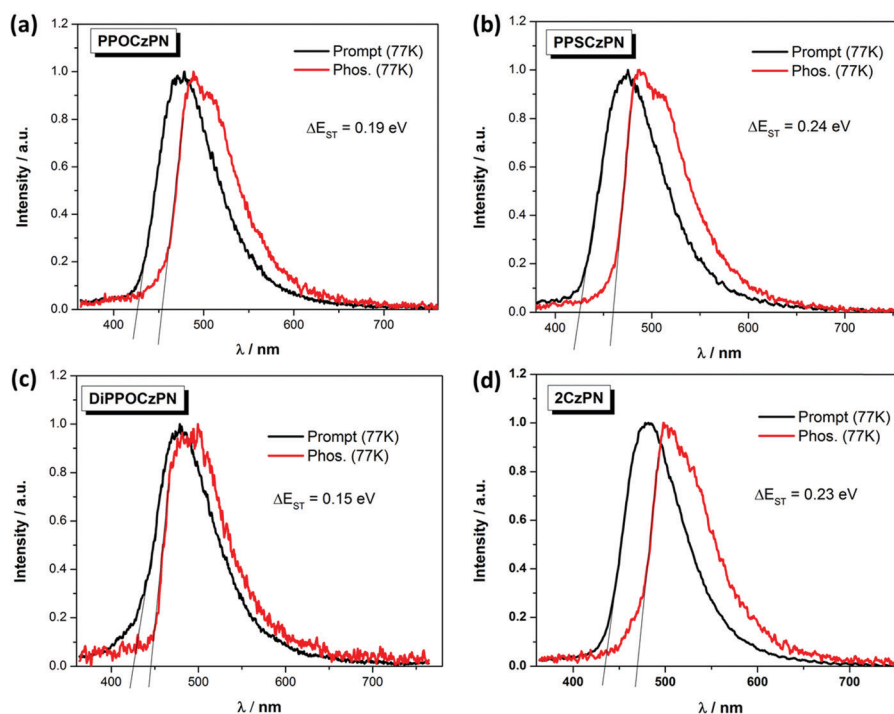 (a)
PPOCzPN
Prompt (77K)
Phos. (77K)
ΔE_ST = 0.19 eV
Intensity / a.u.
1.2
1.0
0.8
0.6
0.4
0.2
0.0
400 500 600 700
λ / nm
(b)
PPSCzPN
Prompt (77K)
Phos. (77K)
ΔE_ST = 0.24 eV
Intensity / a.u.
1.2
1.0
0.8
0.6
0.4
0.2
0.0
400 500 600 700
λ / nm
(c)
DiPPOCzPN
Prompt (77K)
Phos. (77K)
ΔE_ST = 0.15 eV
Intensity / a.u.
1.2
1.0
0.8
0.6
0.4
0.2
0.0
400 500 600 700
λ / nm
(d)
2CzPN
Prompt (77K)
Phos. (77K)
ΔE_ST = 0.23 eV
Intensity / a.u.
1.2
1.0
0.8
0.6
0.4
0.2
0.0
400 500 600 700
λ / nm